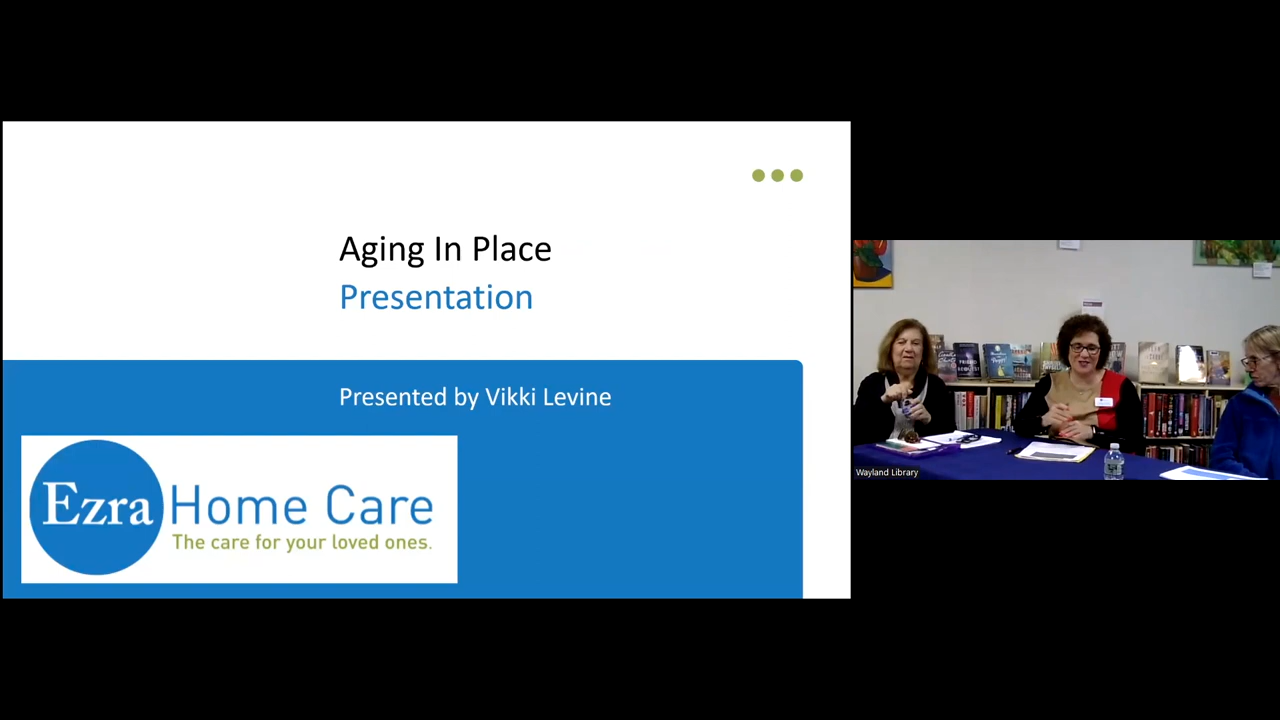 Aging In Place
Presentation
Presented by Vikki Levine
Ezra Home Care
The care for your loved ones.
Wayland Library